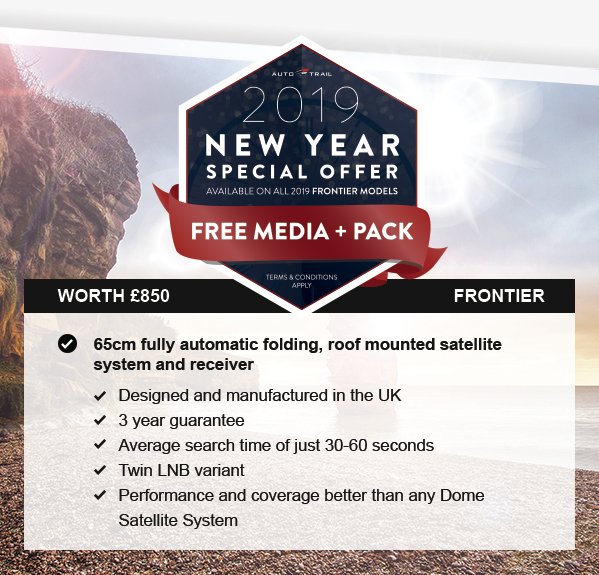 AUTO TRAIL
2019
NEW YEAR
SPECIAL OFFER
AVAILABLE ON ALL 2019 FRONTIER MODELS
FREE MEDIA + PACK
TERMS & CONDITIONS
APPLY
WORTH £850 FRONTIER
65cm fully automatic folding, roof mounted satellite
system and receiver
Designed and manufactured in the UK
3 year guarantee
Average search time of just 30-60 seconds
Twin LNB variant
Performance and coverage better than any Dome
Satellite System